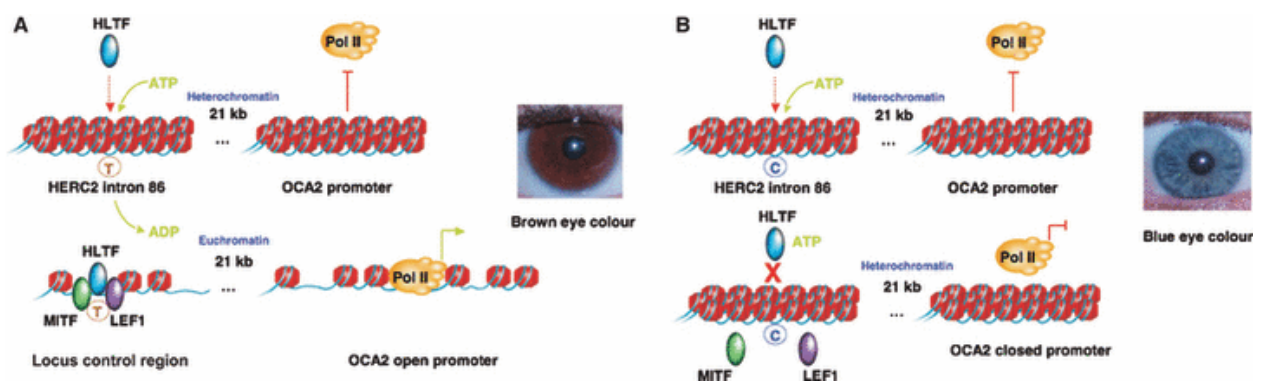 A
HLTF
Pol II
ATP
Heterochromatin
21 kb
...
T
HERC2 intron 86
OCA2 promoter
Brown eye colour
ADP
HLTF
Euchromatin
21 kb
...
Pol II
T
MITF
LEF1
Locus control region
OCA2 open promoter
B
HLTF
Pol II
ATP
Heterochromatin
21 kb
...
C
HERC2 intron 86
OCA2 promoter
Blue eye colour
HLTF
ATP
X
Pol II
Heterochromatin
21 kb
...
C
OCA2 closed promoter
MITF
LEF1